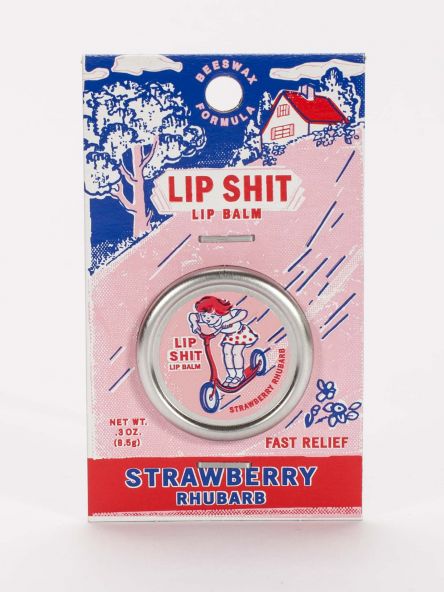 BEESWAX
FORMULA
LIP SHIT
LIP BALM
LIP
SHIT
LIP BALM
STRAWBERRY RHUBARB
NET WT.
.3 OZ.
(8.5g)
FAST RELIEF
STRAWBERRY
RHUBARB